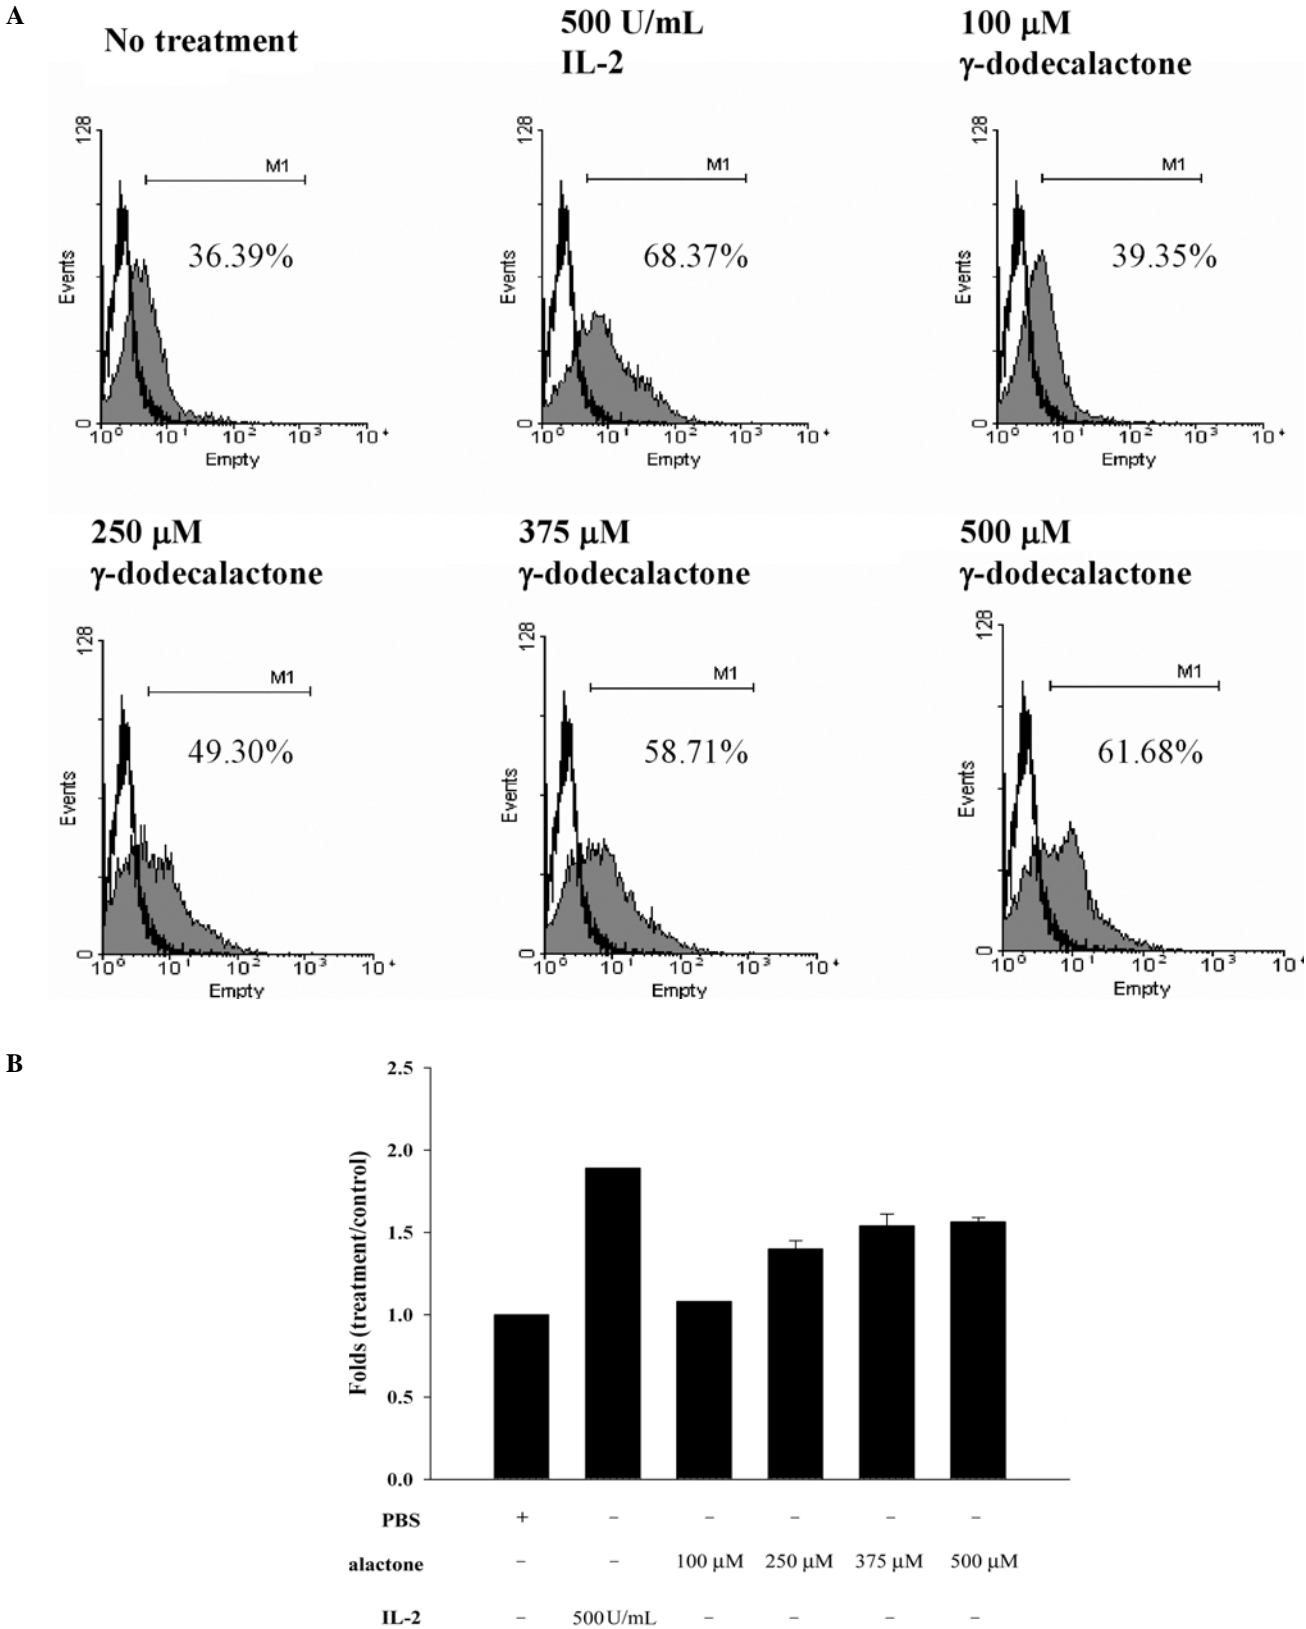 A
No treatment
500 U/mL
IL-2
100 μM
γ-dodecalactone
128
M1
36.39%
Events
0
10⁰ 10¹ 10² 10³ 10⁴
Empty
128
M1
68.37%
Events
0
10⁰ 10¹ 10² 10³ 10⁴
Empty
128
M1
39.35%
Events
0
10⁰ 10¹ 10² 10³ 10⁴
Empty
250 μM
γ-dodecalactone
375 μM
γ-dodecalactone
500 μM
γ-dodecalactone
128
M1
49.30%
Events
0
10⁰ 10¹ 10² 10³ 10⁴
Empty
128
M1
58.71%
Events
0
10⁰ 10¹ 10² 10³ 10⁴
Empty
128
M1
61.68%
Events
0
10⁰ 10¹ 10² 10³ 10⁴
Empty
B
Folds (treatment/control)
2.5
2.0
1.5
1.0
0.5
0.0
PBS + − − − − −
alactone − − 100 μM 250 μM 375 μM 500 μM
IL-2 − 500 U/mL − − − −